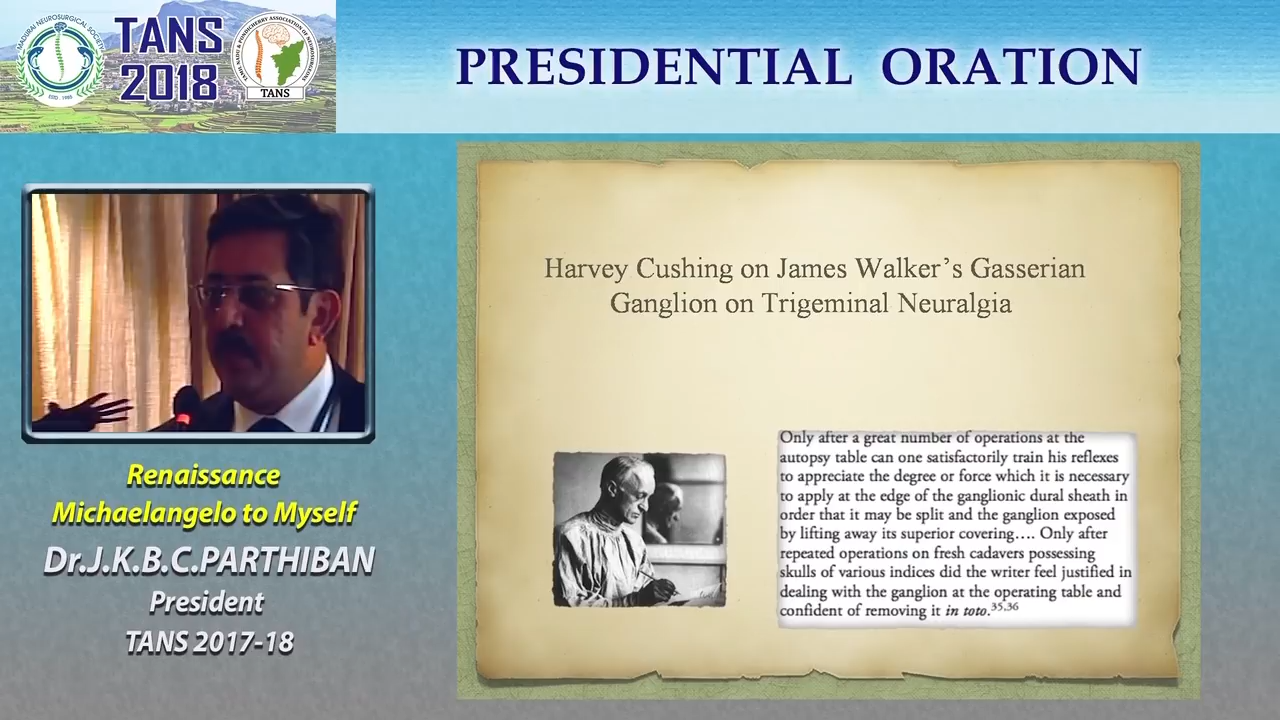 MADURAI NEUROSURGICAL SOCIETY
ESTD 1985
TANS
2018
TANS
PRESIDENTIAL ORATION
Renaissance
Michaelangelo to Myself
Dr.J.K.B.C.PARTHIBAN
President
TANS 2017-18
Harvey Cushing on James Walker’s Gasserian
Ganglion on Trigeminal Neuralgia
Only after a great number of operations at the
autopsy table can one satisfactorily train his reflexes
to appreciate the degree or force which it is necessary
to apply at the edge of the ganglionic dural sheath in
order that it may be split and the ganglion exposed
by lifting away its superior covering…. Only after
repeated operations on fresh cadavers possessing
skulls of various indices did the writer feel justified in
dealing with the ganglion at the operating table and
confident of removing it in toto.35,36